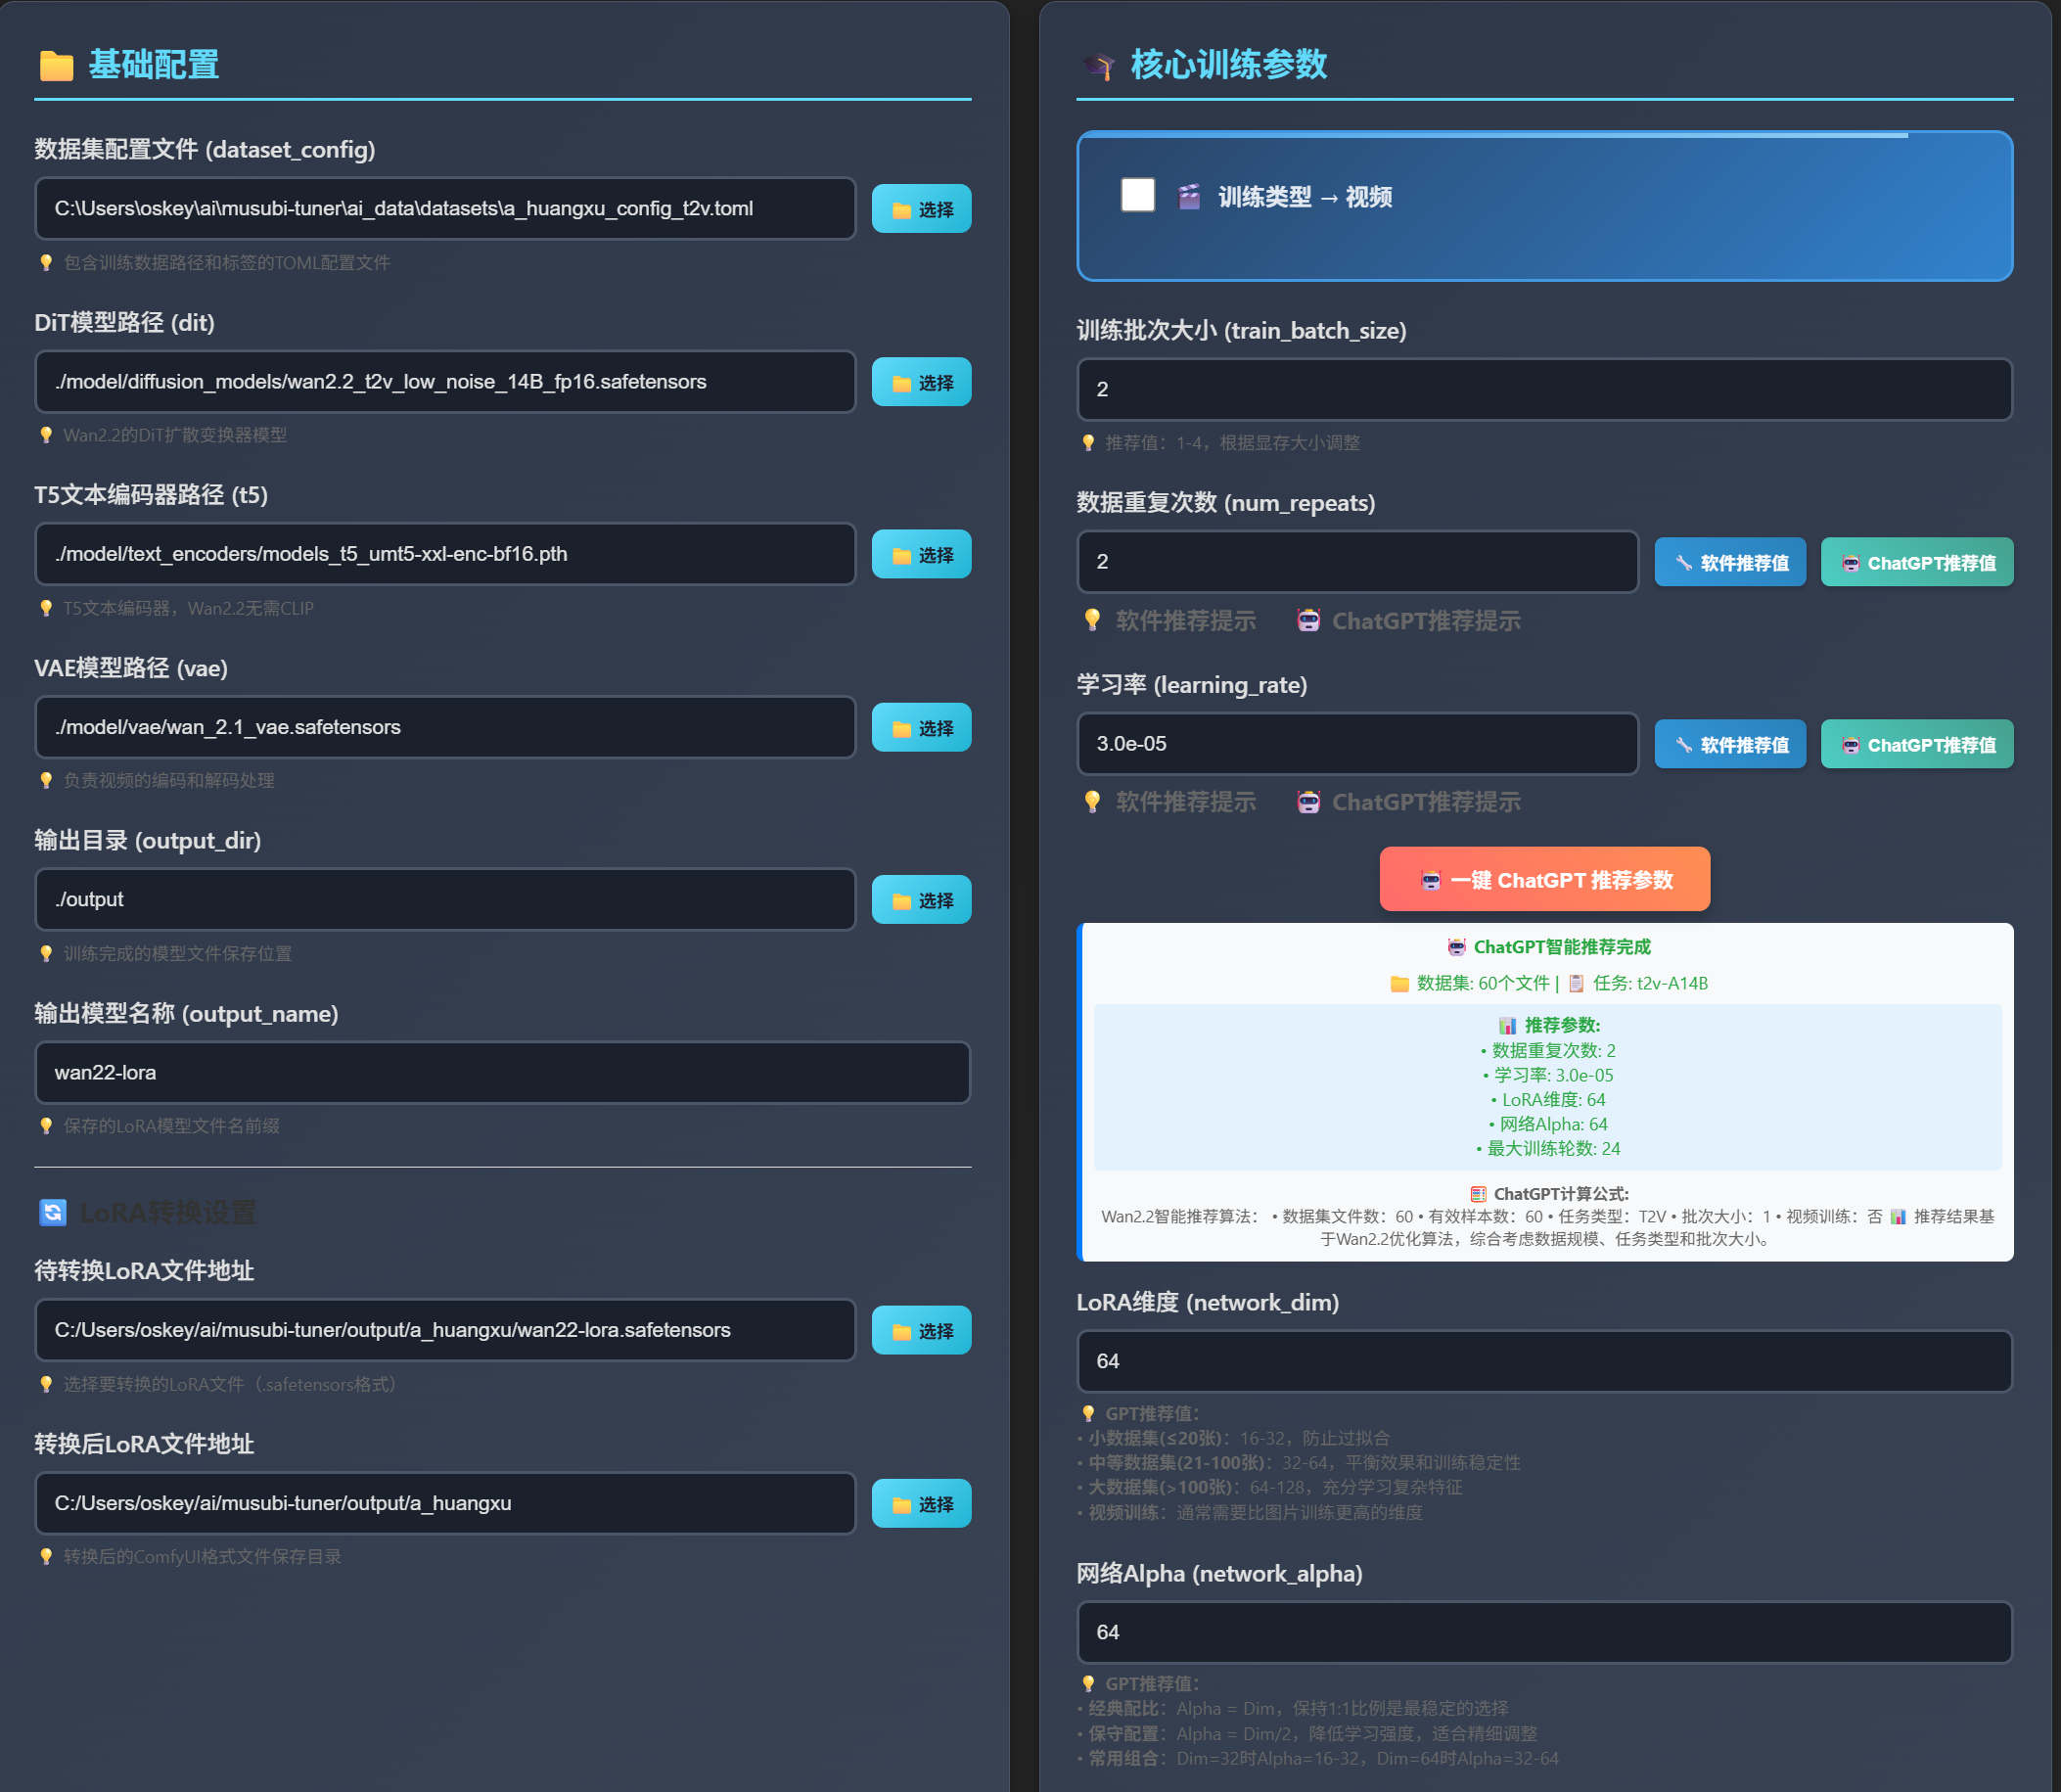 基础配置
数据集配置文件 (dataset_config)
C:\Users\oskey\ai\musubi-tuner\ai_data\datasets\a_huangxu_config_t2v.toml
选择
包含训练数据路径和标签的TOML配置文件
DiT模型路径 (dit)
./model/diffusion_models/wan2.2_t2v_low_noise_14B_fp16.safetensors
选择
Wan2.2的DiT扩散变换器模型
T5文本编码器路径 (t5)
./model/text_encoders/models_t5_umt5-xxl-enc-bf16.pth
选择
T5文本编码器，Wan2.2无需CLIP
VAE模型路径 (vae)
./model/vae/wan_2.1_vae.safetensors
选择
负责视频的编码和解码处理
输出目录 (output_dir)
./output
选择
训练完成的模型文件保存位置
输出模型名称 (output_name)
wan22-lora
保存的LoRA模型文件名前缀
LoRA转换设置
待转换LoRA文件地址
C:/Users/oskey/ai/musubi-tuner/output/a_huangxu/wan22-lora.safetensors
选择
选择要转换的LoRA文件（.safetensors格式）
转换后LoRA文件地址
C:/Users/oskey/ai/musubi-tuner/output/a_huangxu
选择
转换后的ComfyUI格式文件保存目录
核心训练参数
训练类型 → 视频
训练批次大小 (train_batch_size)
2
推荐值：1-4，根据显存大小调整
数据重复次数 (num_repeats)
2
软件推荐值
ChatGPT推荐值
软件推荐提示
ChatGPT推荐提示
学习率 (learning_rate)
3.0e-05
软件推荐值
ChatGPT推荐值
软件推荐提示
ChatGPT推荐提示
一键 ChatGPT 推荐参数
ChatGPT智能推荐完成
数据集: 60个文件 | 任务: t2v-A14B
推荐参数:
• 数据重复次数: 2
• 学习率: 3.0e-05
• LoRA维度: 64
• 网络Alpha: 64
• 最大训练轮数: 24
ChatGPT计算公式:
Wan2.2智能推荐算法： • 数据集文件数：60 • 有效样本数：60 • 任务类型：T2V • 批次大小：1 • 视频训练：否 推荐结果基
于Wan2.2优化算法，综合考虑数据规模、任务类型和批次大小。
LoRA维度 (network_dim)
64
GPT推荐值：
• 小数据集(≤20张)：16-32，防止过拟合
• 中等数据集(21-100张)：32-64，平衡效果和训练稳定性
• 大数据集(>100张)：64-128，充分学习复杂特征
• 视频训练：通常需要比图片训练更高的维度
网络Alpha (network_alpha)
64
GPT推荐值：
• 经典配比：Alpha = Dim，保持1:1比例是最稳定的选择
• 保守配置：Alpha = Dim/2，降低学习强度，适合精细调整
• 常用组合：Dim=32时Alpha=16-32，Dim=64时Alpha=32-64